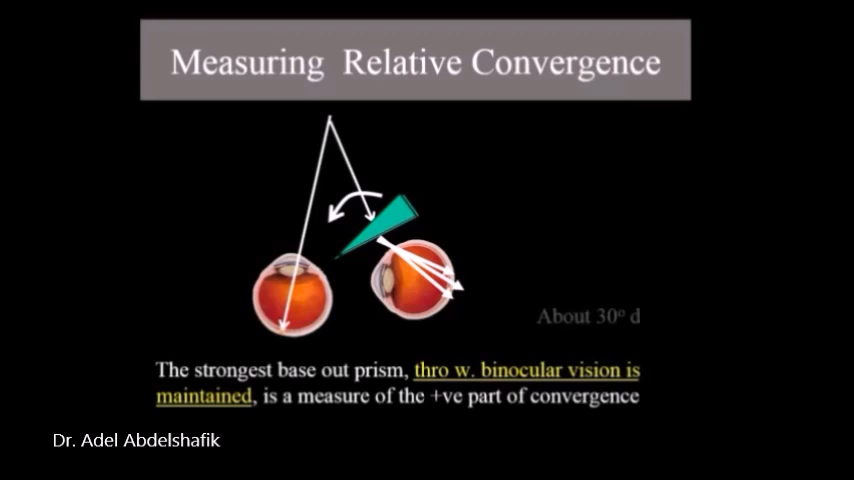 Measuring Relative Convergence
About 30º d
The strongest base out prism, thro w. binocular vision is
maintained, is a measure of the +ve part of convergence
Dr. Adel Abdelshafik